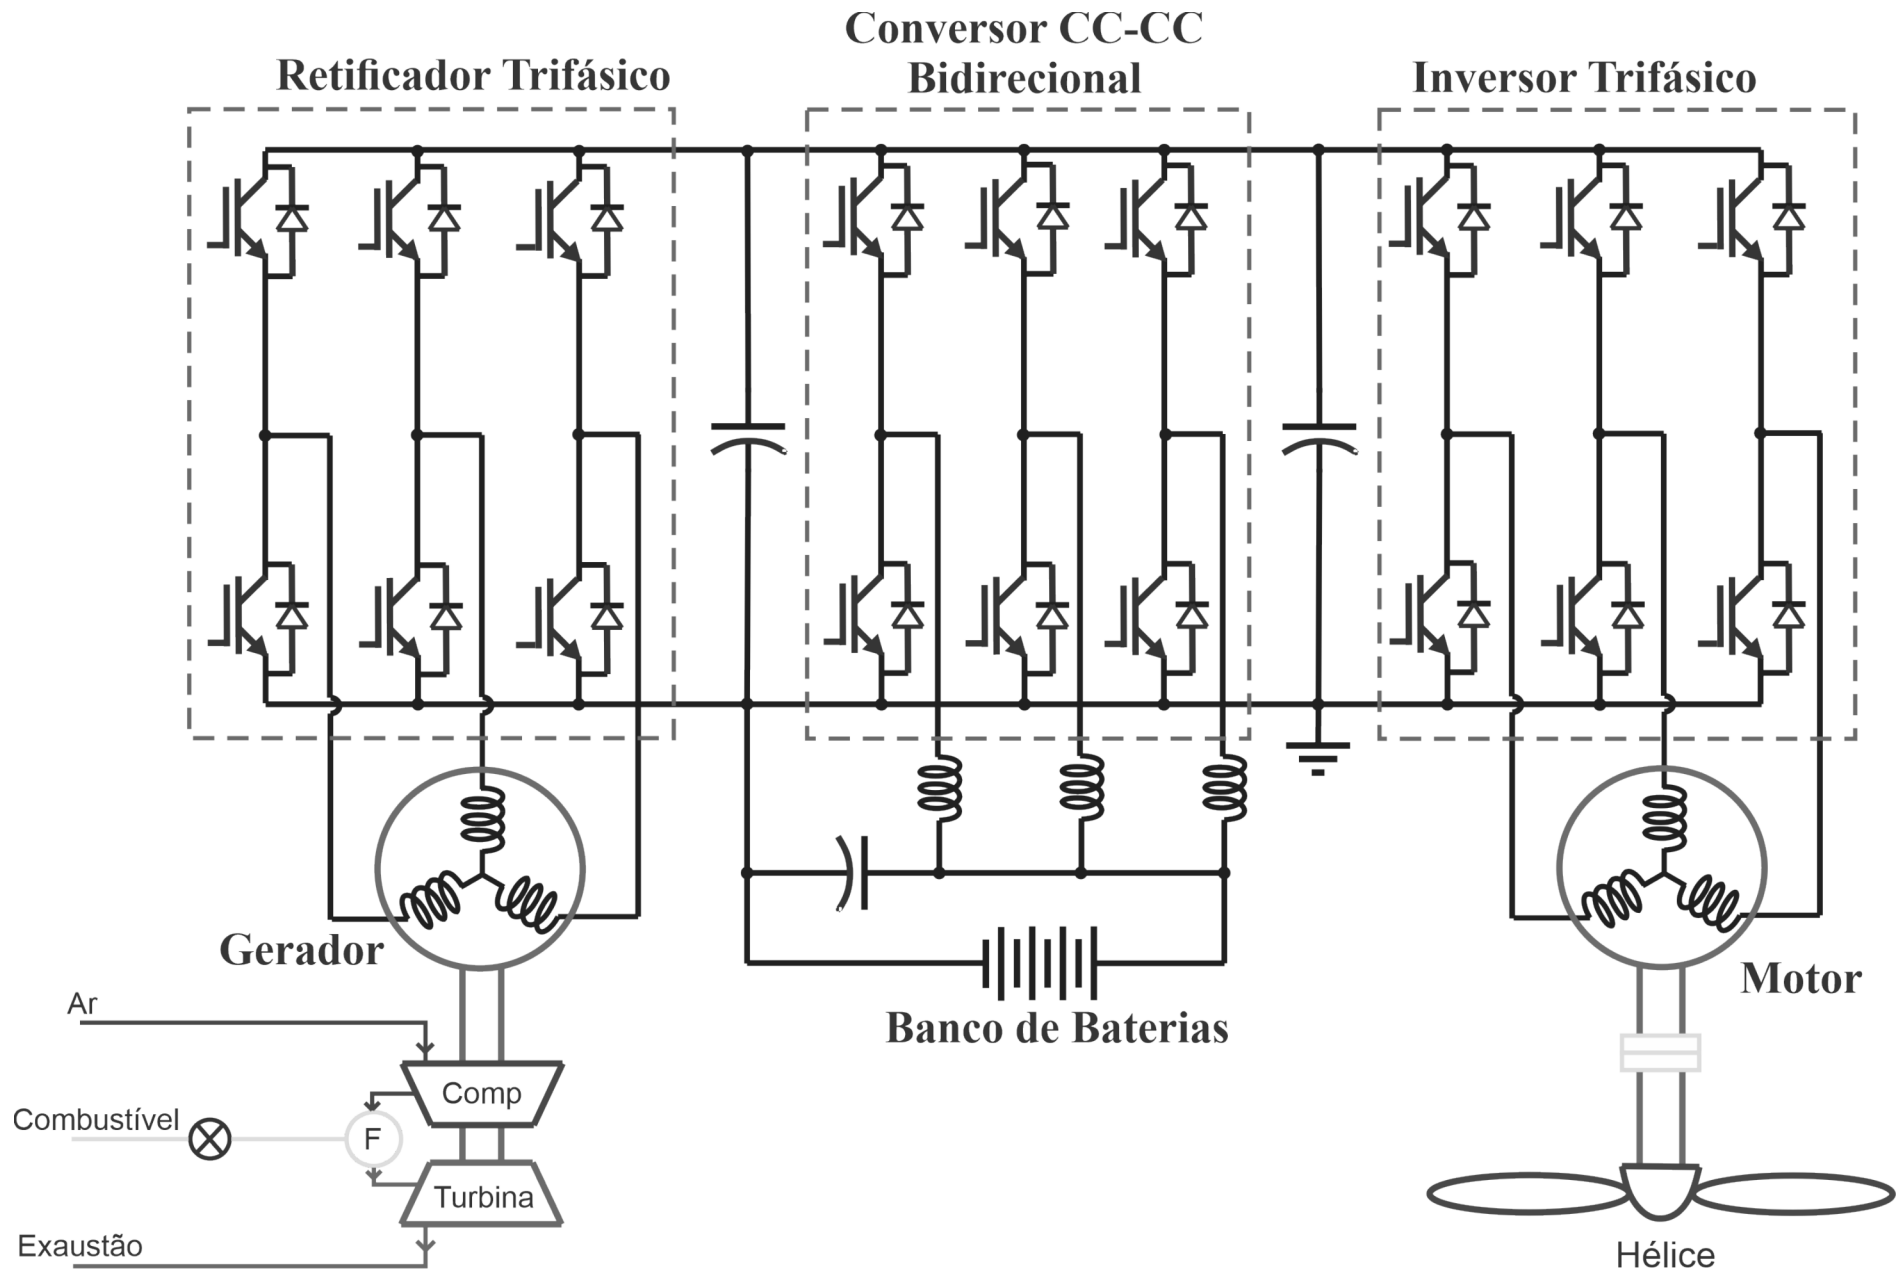 Conversor CC-CC
Bidirecional
Retificador Trifásico
Inversor Trifásico
Gerador
Motor
Banco de Baterias
Ar
Comp
Combustível
F
Turbina
Exaustão
Hélice